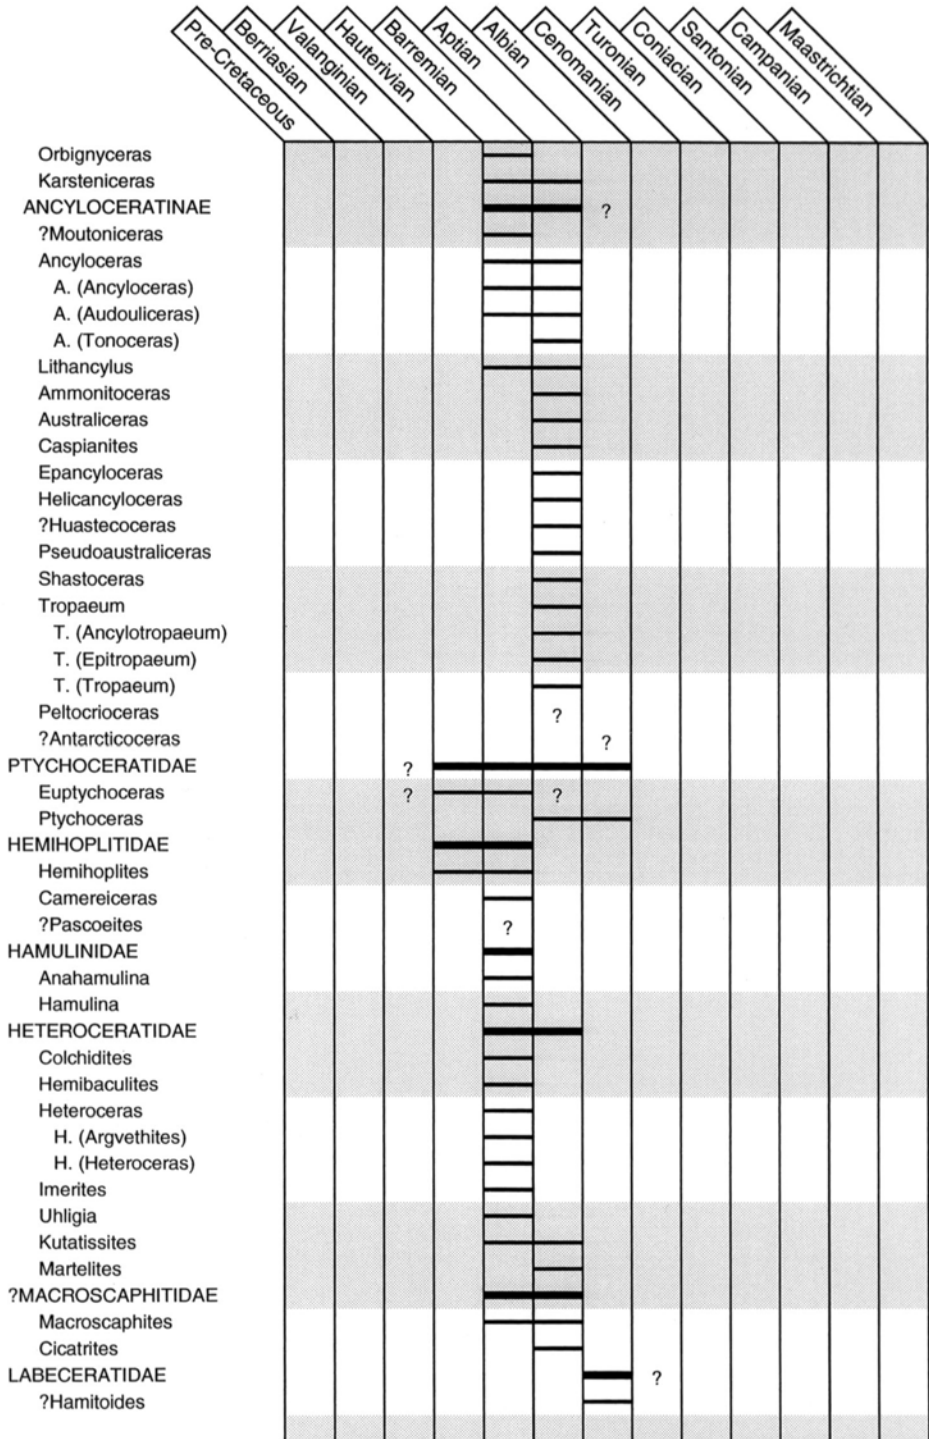 Pre-Cretaceous
Berriasian
Valanginian
Hauterivian
Barremian
Aptian
Albian
Cenomanian
Turonian
Coniacian
Santonian
Campanian
Maastrichtian
Orbignyceras
Karsteniceras
ANCYLOCERATINAE ?
?Moutoniceras
Ancyloceras
A. (Ancyloceras)
A. (Audouliceras)
A. (Tonoceras)
Lithancylus
Ammonitoceras
Australiceras
Caspianites
Epancyloceras
Helicancyloceras
?Huastecoceras
Pseudoaustraliceras
Shastoceras
Tropaeum
T. (Ancylotropaeum)
T. (Epitropaeum)
T. (Tropaeum)
Peltocrioceras ?
?Antarcticoceras ?
PTYCHOCERATIDAE ?
Euptychoceras ? ?
Ptychoceras
HEMIHOPLITIDAE
Hemihoplites
Camereiceras
?Pascoeites ?
HAMULINIDAE
Anahamulina
Hamulina
HETEROCERATIDAE
Colchidites
Hemibaculites
Heteroceras
H. (Argvethites)
H. (Heteroceras)
Imerites
Uhligia
Kutatissites
Martelites
?MACROSCAPHITIDAE
Macroscaphites
Cicatrites
LABECERATIDAE ?
?Hamitoides